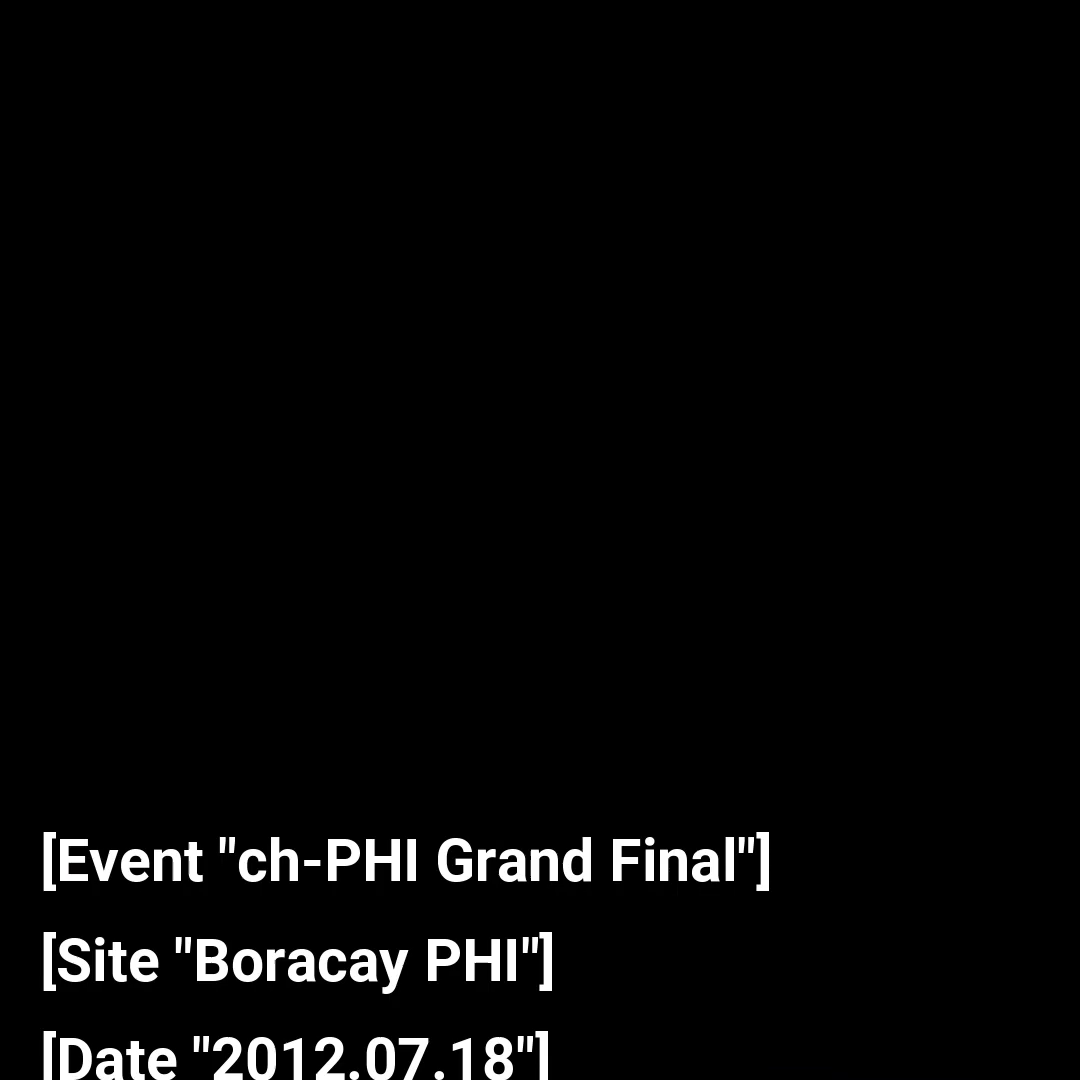 [Event "ch-PHI Grand Final"]
[Site "Boracay PHI"]
[Date "2012.07.18"]